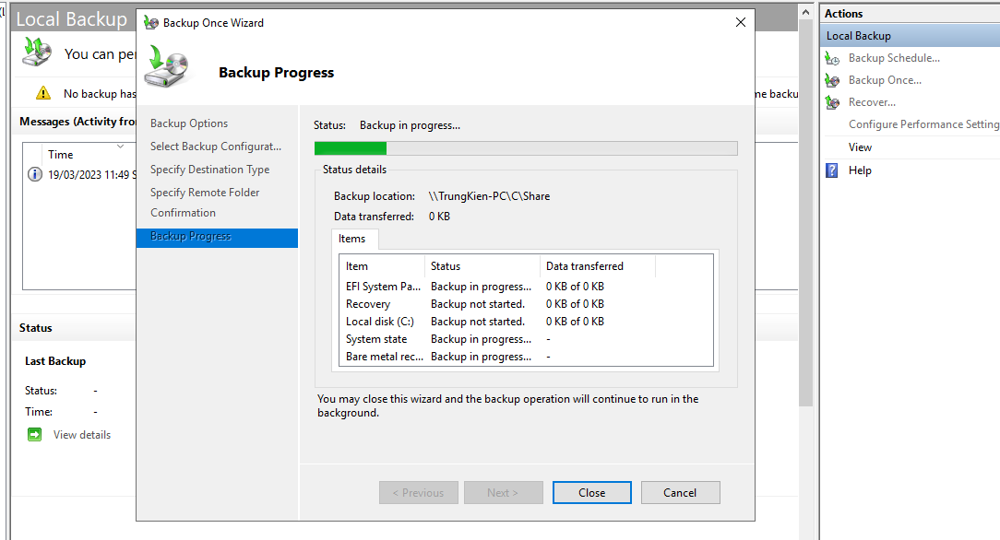 Local Backup
You can pe
No backup has
me backu
Messages (Activity fro
Time
19/03/2023 11:49 S
Status
Last Backup
Status: -
Time: -
View details
Backup Once Wizard
Backup Progress
Backup Options
Select Backup Configurat...
Specify Destination Type
Specify Remote Folder
Confirmation
Backup Progress
Status: Backup in progress...
Status details
Backup location: \\TrungKien-PC\C\Share
Data transferred: 0 KB
Items
Item Status Data transferred
EFI System Pa... Backup in progress... 0 KB of 0 KB
Recovery Backup not started. 0 KB of 0 KB
Local disk (C:) Backup not started. 0 KB of 0 KB
System state Backup in progress... -
Bare metal rec... Backup in progress... -
You may close this wizard and the backup operation will continue to run in the
background.
< Previous Next > Close Cancel
Actions
Local Backup
Backup Schedule...
Backup Once...
Recover...
Configure Performance Setting
View
Help